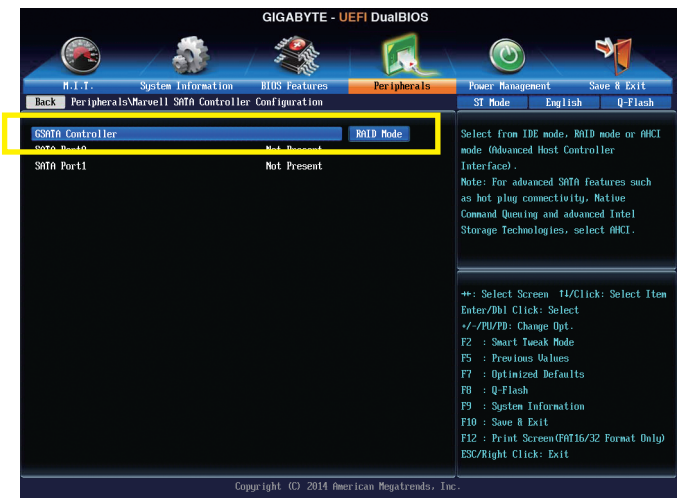 GIGABYTE - UEFI DualBIOS
M.I.T. System Information BIOS Features Peripherals Power Management Save & Exit
Back Peripherals\Marvell SATA Controller Configuration ST Mode English Q-Flash
GSATA Controller RAID Mode
SATA Port0 Not Present
SATA Port1 Not Present
Select from IDE mode, RAID mode or AHCI
mode (Advanced Host Controller
Interface).
Note: For advanced SATA features such
as hot plug connectivity, Native
Command Queuing and advanced Intel
Storage Technologies, select AHCI.
→←: Select Screen ↑↓/Click: Select Item
Enter/Dbl Click: Select
+/-/PU/PD: Change Opt.
F2 : Smart Tweak Mode
F5 : Previous Values
F7 : Optimized Defaults
F8 : Q-Flash
F9 : System Information
F10 : Save & Exit
F12 : Print Screen(FAT16/32 Format Only)
ESC/Right Click: Exit
Copyright (C) 2014 American Megatrends, Inc.